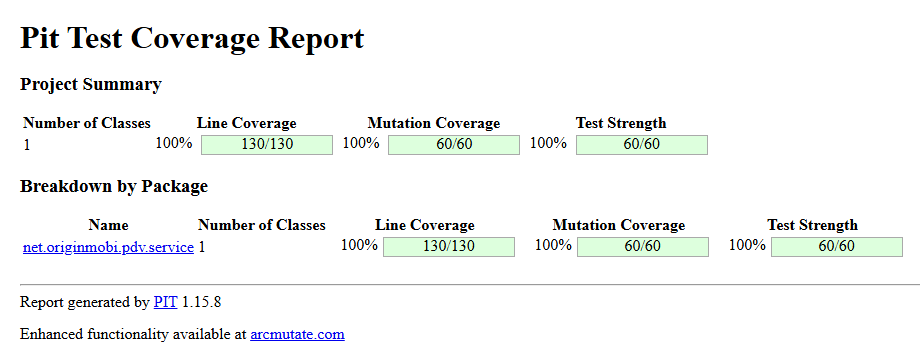 Pit Test Coverage Report
Project Summary
Number of Classes Line Coverage Mutation Coverage Test Strength
1 100% 130/130 100% 60/60 100% 60/60
Breakdown by Package
Name Number of Classes Line Coverage Mutation Coverage Test Strength
net.originmobi.pdv.service 1 100% 130/130 100% 60/60 100% 60/60
Report generated by PIT 1.15.8
Enhanced functionality available at arcmutate.com